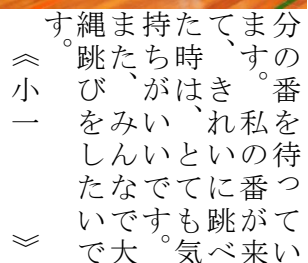 分の番を待ってい
ます。私の番が来
て、きれいに跳べ
た時は、とても気
持ちがいいです。
また、みんなで大
縄跳びをしたいで
す。
《小一　　》